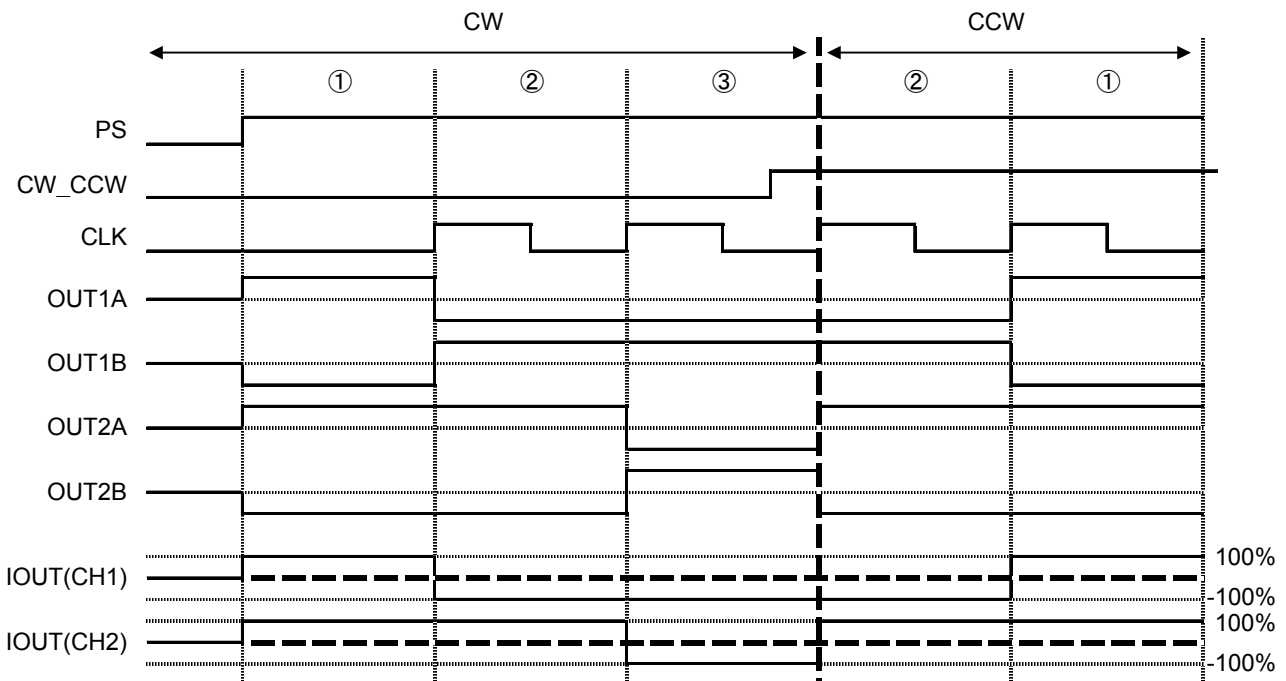 CW CCW
① ② ③ ② ①
PS
CW_CCW
CLK
OUT1A
OUT1B
OUT2A
OUT2B
IOUT(CH1) 100%
-100%
IOUT(CH2) 100%
-100%